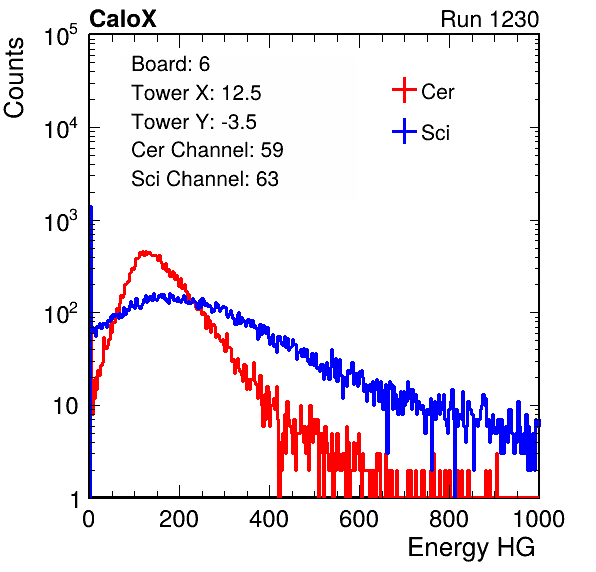 CaloX Run 1230
10^5
Board: 6
Tower X: 12.5
Tower Y: -3.5
Cer Channel: 59
Sci Channel: 63
Cer
Sci
Counts
10^4
10^3
10^2
10
1
0 200 400 600 800 1000
Energy HG